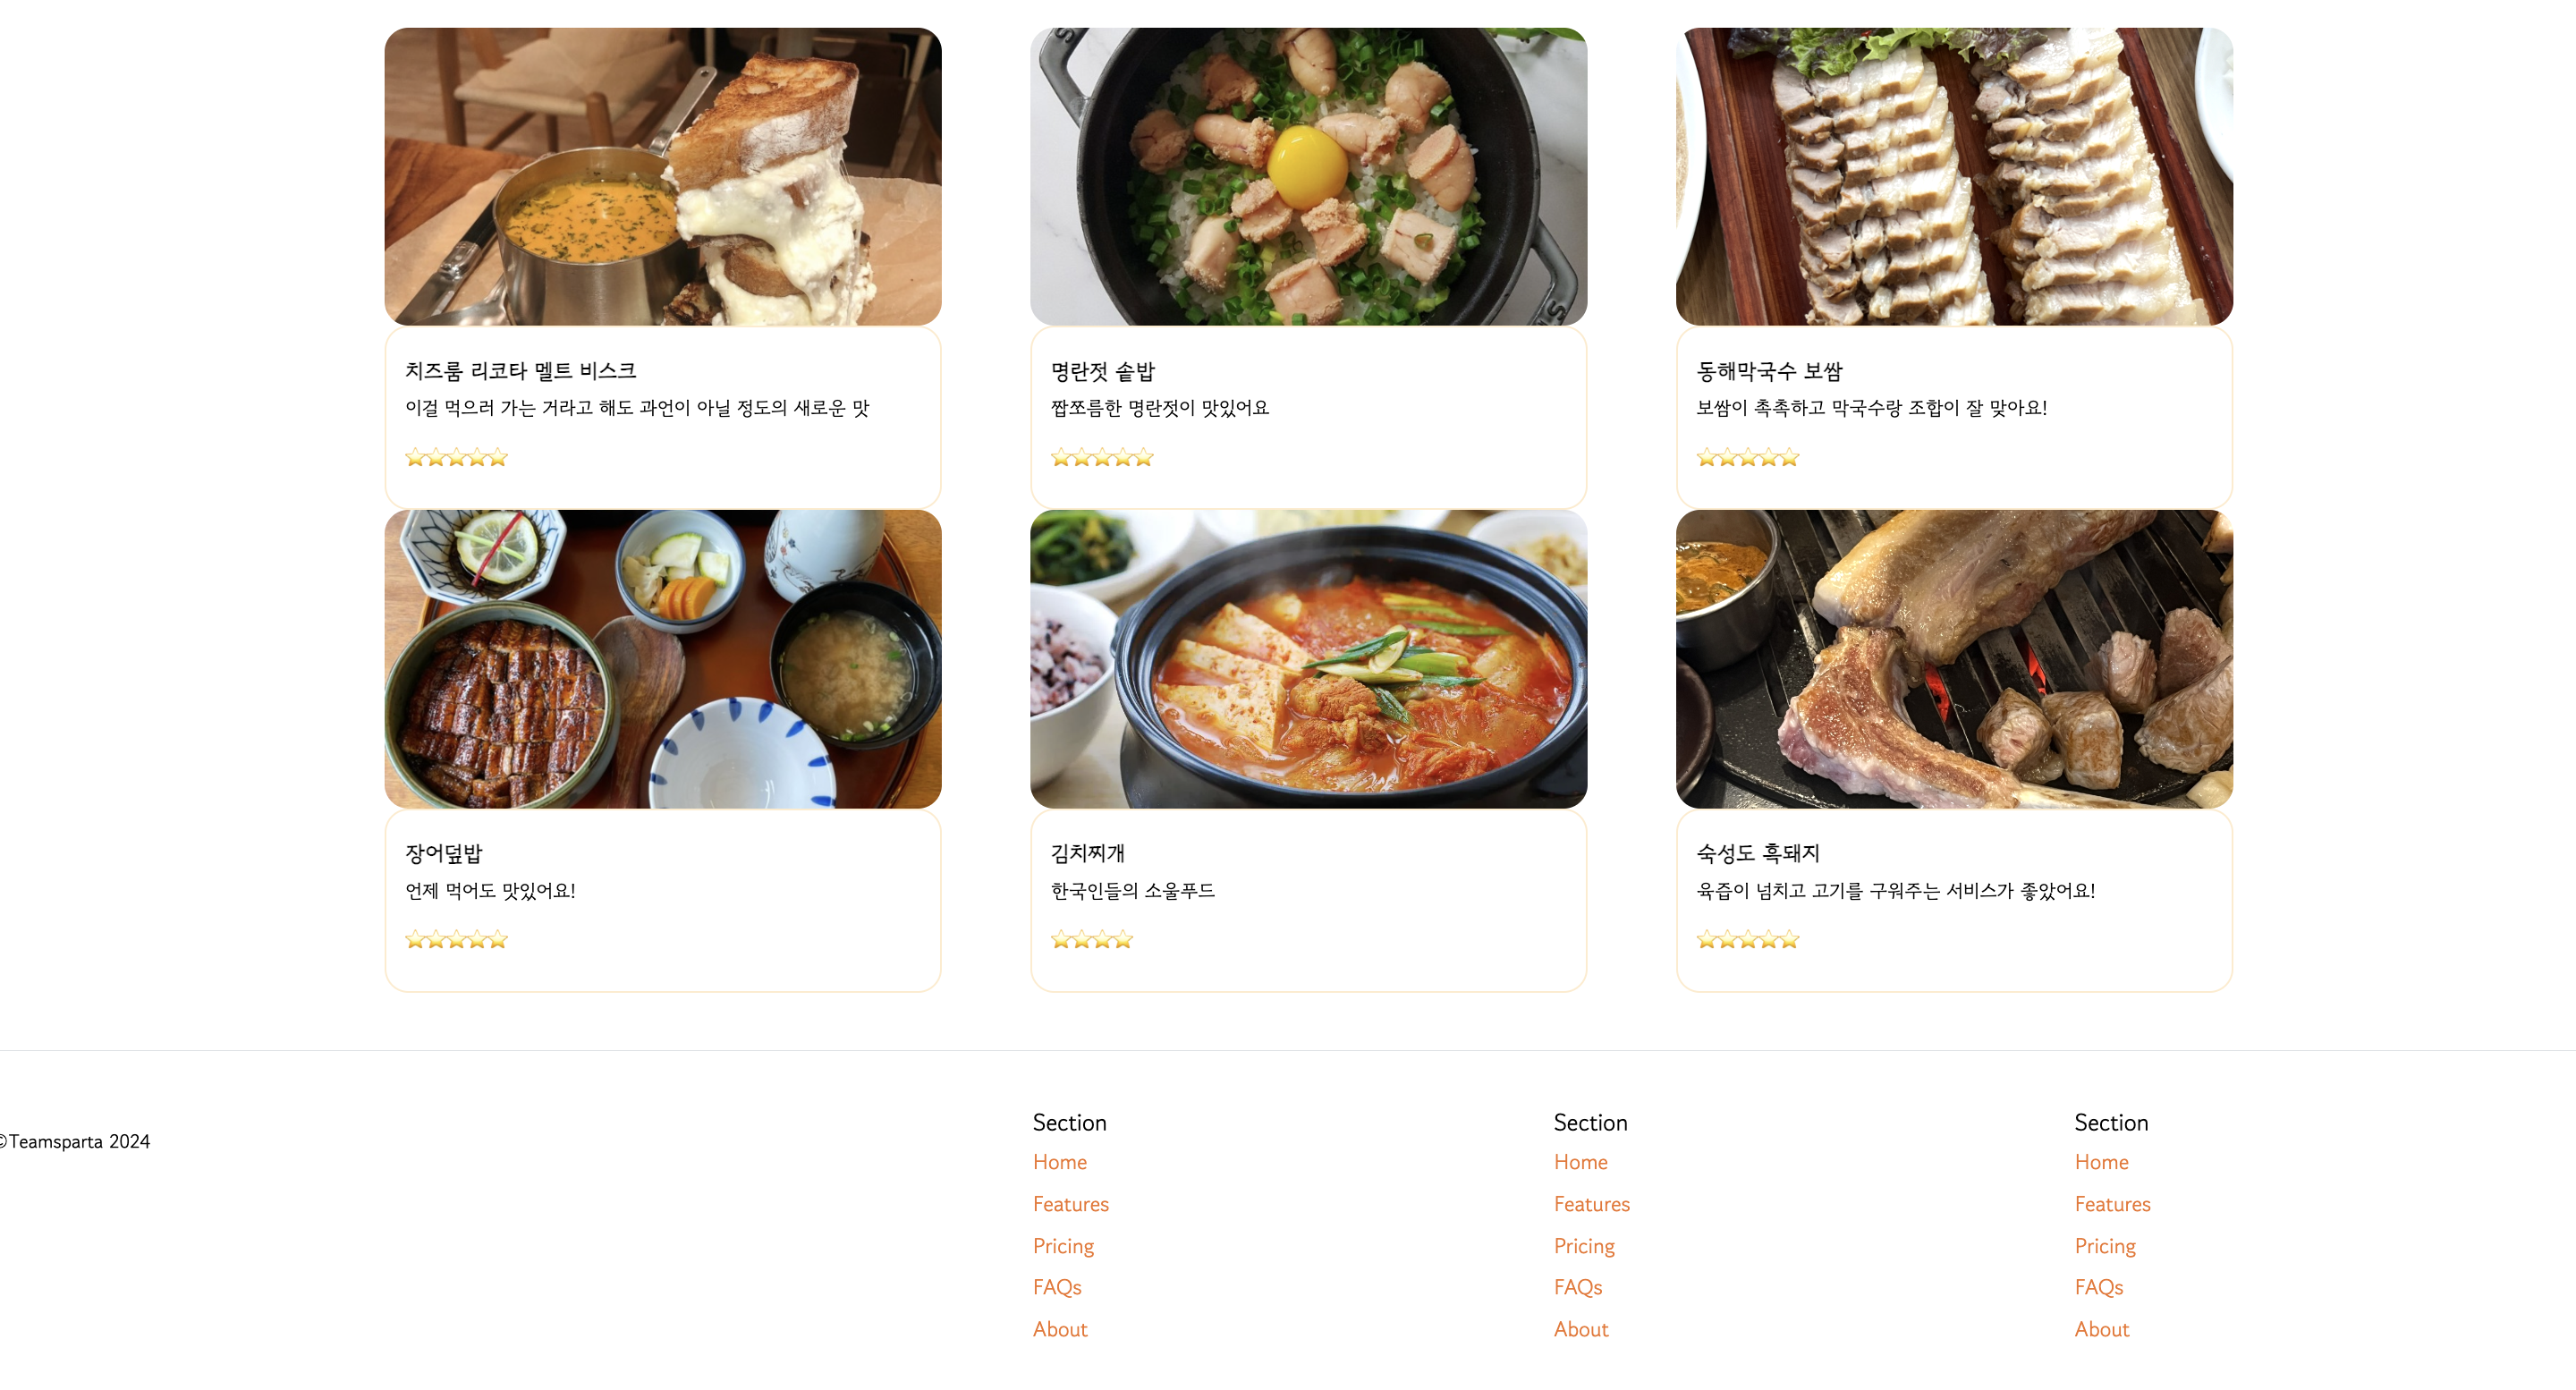 치즈룸 리코타 멜트 비스크
이걸 먹으러 가는 거라고 해도 과언이 아닐 정도의 새로운 맛
⭐⭐⭐⭐⭐
명란젓 솥밥
짭쪼름한 명란젓이 맛있어요
⭐⭐⭐⭐⭐
동해막국수 보쌈
보쌈이 촉촉하고 막국수랑 조합이 잘 맞아요!
⭐⭐⭐⭐⭐
장어덮밥
언제 먹어도 맛있어요!
⭐⭐⭐⭐⭐
김치찌개
한국인들의 소울푸드
⭐⭐⭐⭐
숙성도 흑돼지
육즙이 넘치고 고기를 구워주는 서비스가 좋았어요!
⭐⭐⭐⭐⭐
©Teamsparta 2024
Section
Home
Features
Pricing
FAQs
About
Section
Home
Features
Pricing
FAQs
About
Section
Home
Features
Pricing
FAQs
About